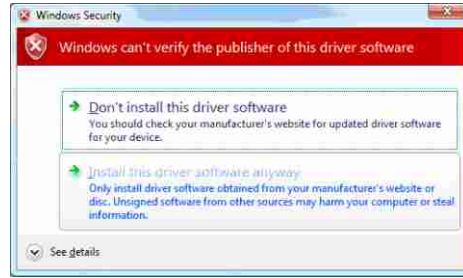 Windows Security
Windows can't verify the publisher of this driver software
Don't install this driver software
You should check your manufacturer's website for updated driver software
for your device.
Install this driver software anyway
Only install driver software obtained from your manufacturer's website or
disc. Unsigned software from other sources may harm your computer or steal
information.
See details